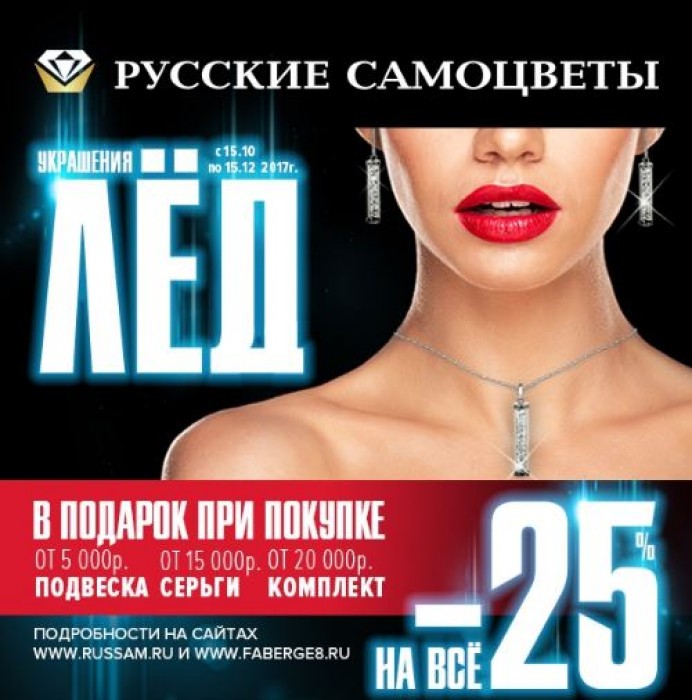 РУССКИЕ САМОЦВЕТЫ
УКРАШЕНИЯ
с 15.10
по 15.12 2017г.
ЛЁД
В ПОДАРОК ПРИ ПОКУПКЕ
ОТ 5 000р. ОТ 15 000р. ОТ 20 000р.
ПОДВЕСКА СЕРЬГИ КОМПЛЕКТ
-25%
НА ВСЁ
ПОДРОБНОСТИ НА САЙТАХ
WWW.RUSSAM.RU И WWW.FABERGE8.RU